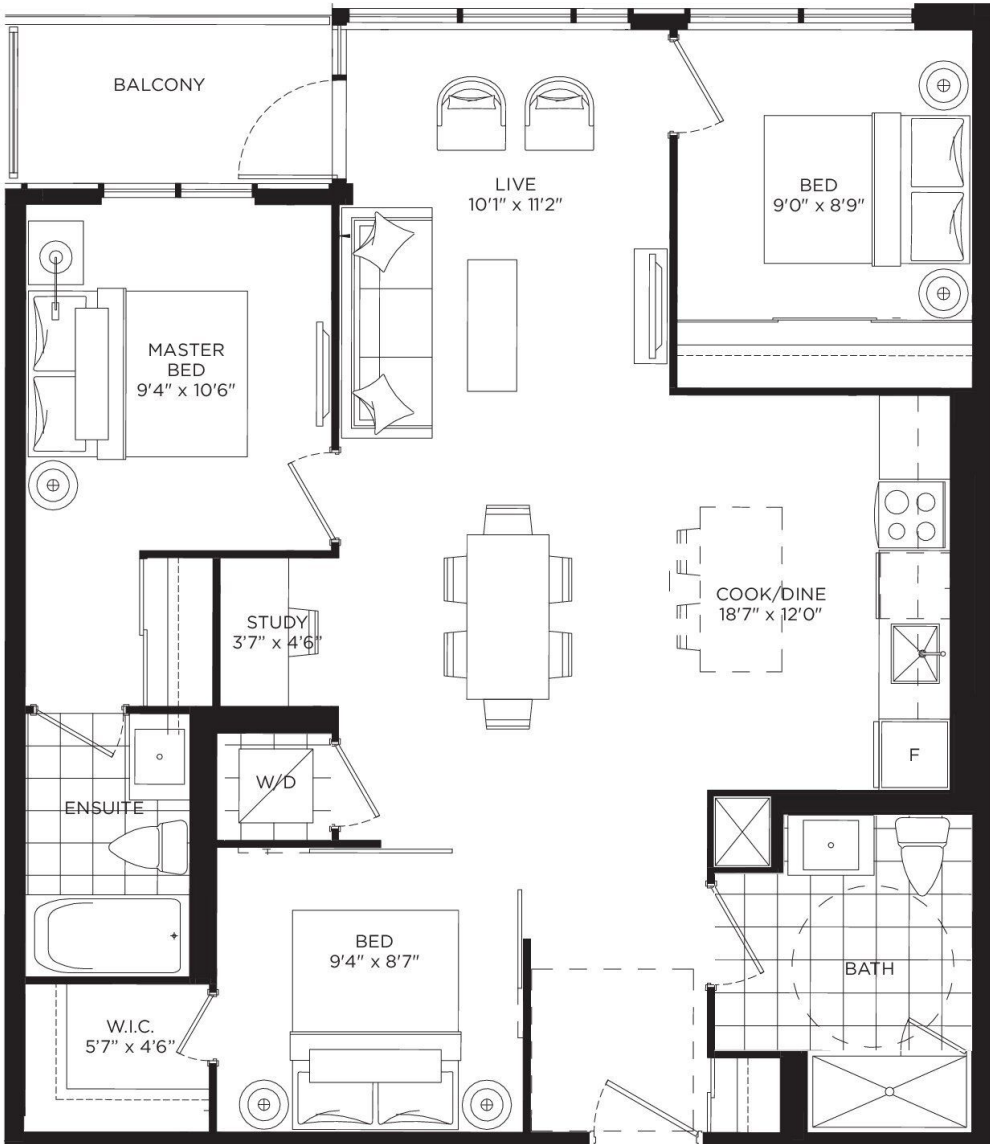 BALCONY
LIVE
10'1" x 11'2"
BED
9'0" x 8'9"
MASTER
BED
9'4" x 10'6"
STUDY
3'7" x 4'6"
COOK/DINE
18'7" x 12'0"
W/D
F
ENSUITE
BED
9'4" x 8'7"
BATH
W.I.C.
5'7" x 4'6"